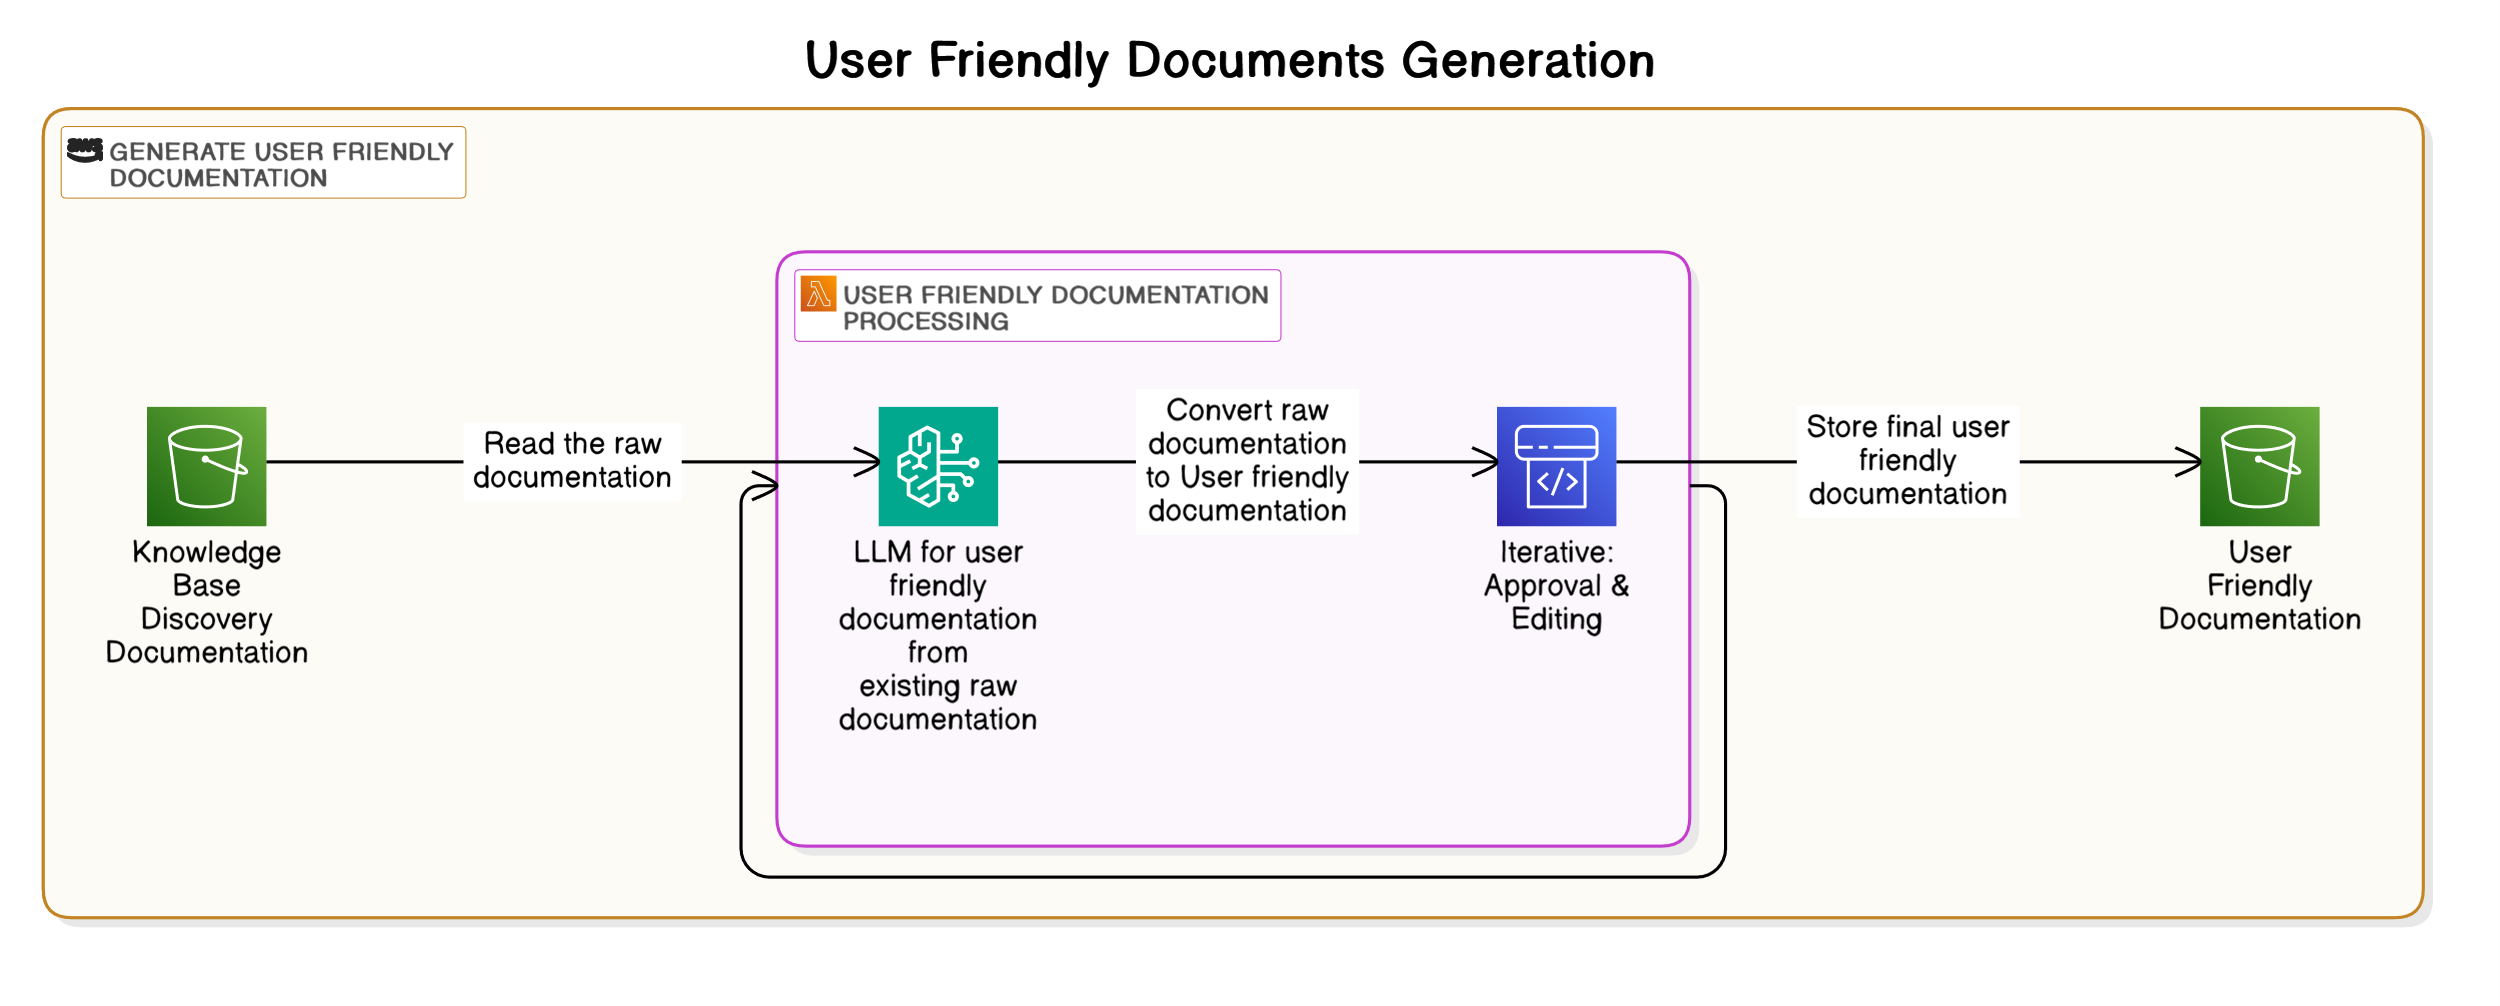 User Friendly Documents Generation
aws
GENERATE USER FRIENDLY
DOCUMENTATION
USER FRIENDLY DOCUMENTATION
PROCESSING
Read the raw
documentation
Convert raw
documentation
to User friendly
documentation
Store final user
friendly
documentation
Knowledge
Base
Discovery
Documentation
LLM for user
friendly
documentation
from
existing raw
documentation
Iterative:
Approval &
Editing
User
Friendly
Documentation